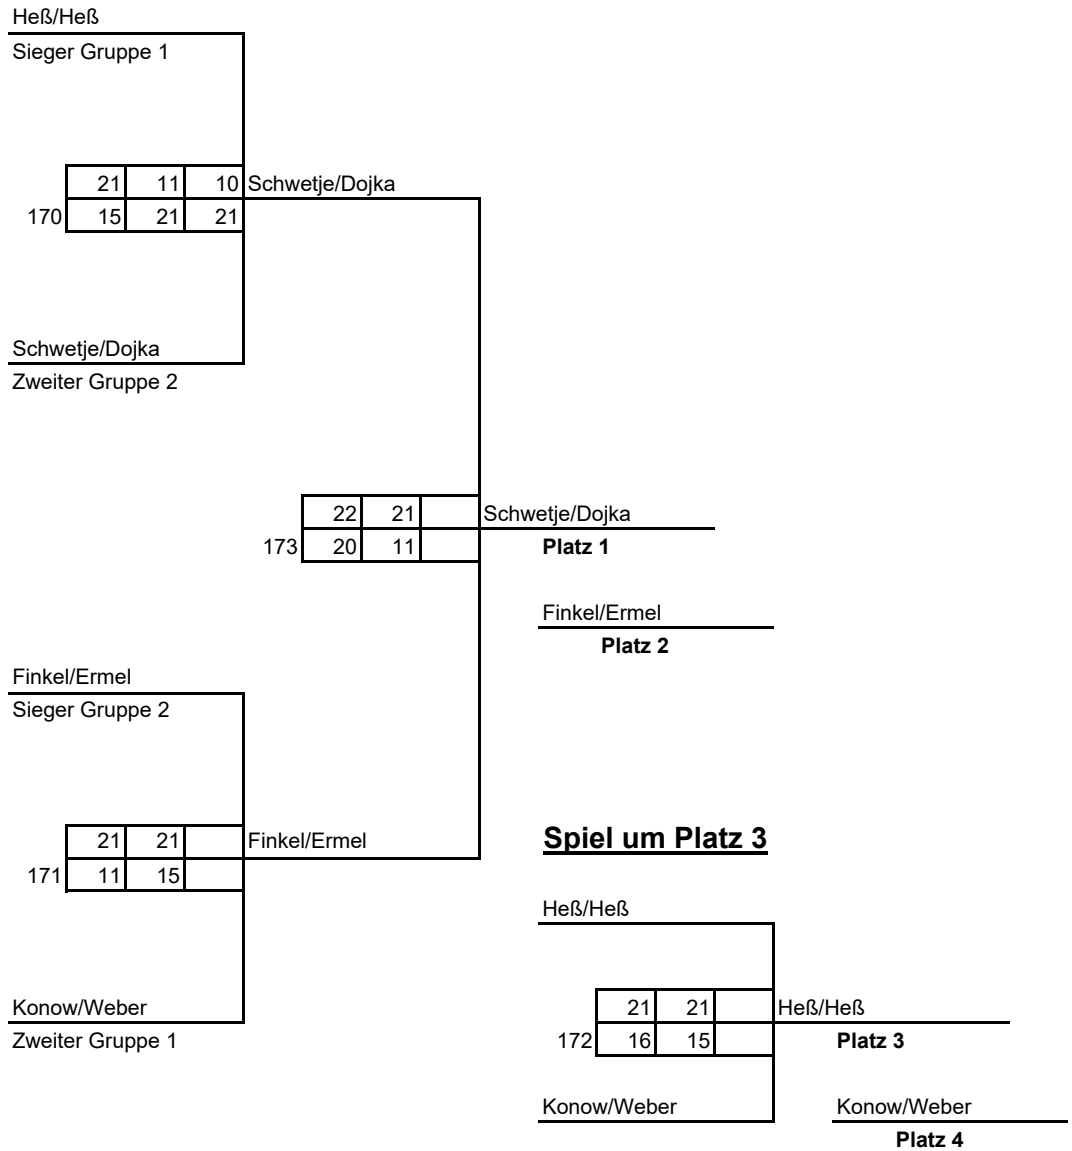 Heß/Heß
Sieger Gruppe 1
21 11 10 Schwetje/Dojka
170 15 21 21
Schwetje/Dojka
Zweiter Gruppe 2
22 21 Schwetje/Dojka
173 20 11 Platz 1
Finkel/Ermel
Platz 2
Finkel/Ermel
Sieger Gruppe 2
21 21 Finkel/Ermel
Spiel um Platz 3
171 11 15
Heß/Heß
Konow/Weber
21 21 Heß/Heß
Zweiter Gruppe 1
172 16 15 Platz 3
Konow/Weber
Konow/Weber
Platz 4